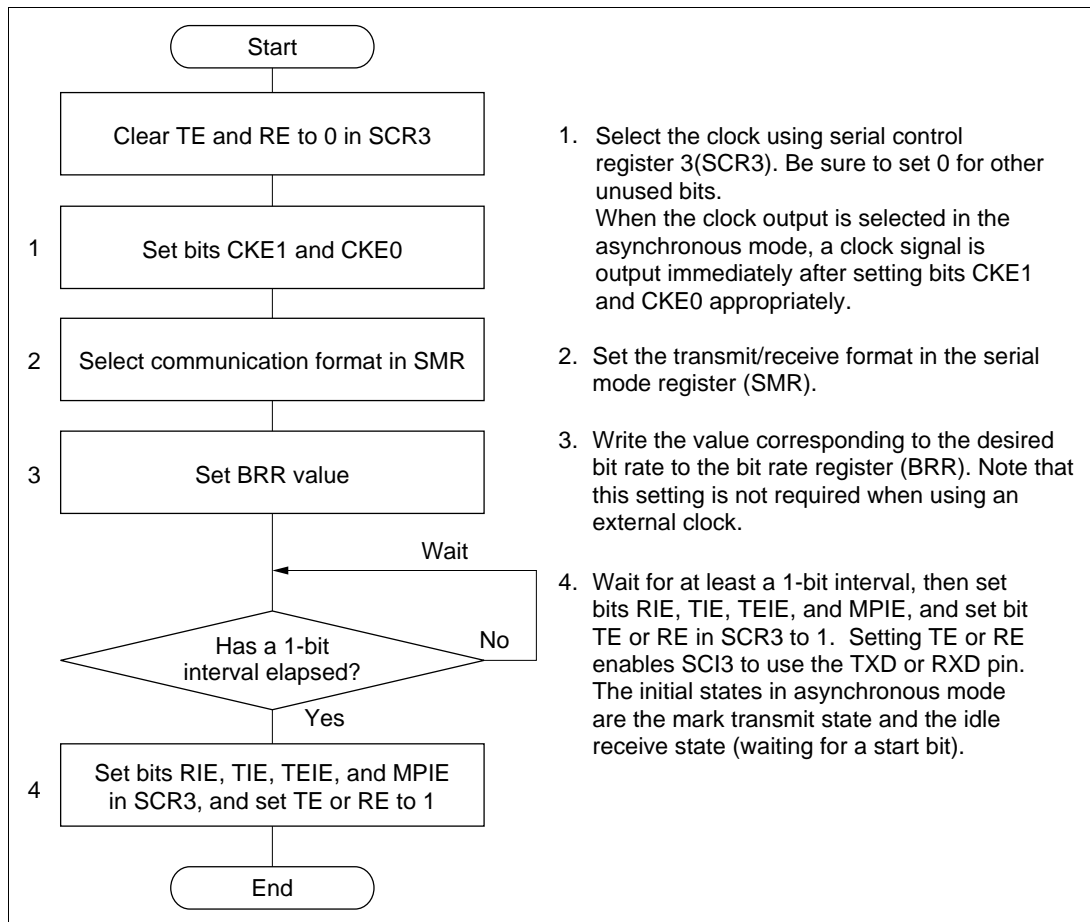 Start
Clear TE and RE to 0 in SCR3
1
Set bits CKE1 and CKE0
2
Select communication format in SMR
3
Set BRR value
Wait
Has a 1-bit
interval elapsed?
No
Yes
4
Set bits RIE, TIE, TEIE, and MPIE
in SCR3, and set TE or RE to 1
End
1. Select the clock using serial control
register 3(SCR3). Be sure to set 0 for other
unused bits.
When the clock output is selected in the
asynchronous mode, a clock signal is
output immediately after setting bits CKE1
and CKE0 appropriately.
2. Set the transmit/receive format in the serial
mode register (SMR).
3. Write the value corresponding to the desired
bit rate to the bit rate register (BRR). Note that
this setting is not required when using an
external clock.
4. Wait for at least a 1-bit interval, then set
bits RIE, TIE, TEIE, and MPIE, and set bit
TE or RE in SCR3 to 1. Setting TE or RE
enables SCI3 to use the TXD or RXD pin.
The initial states in asynchronous mode
are the mark transmit state and the idle
receive state (waiting for a start bit).